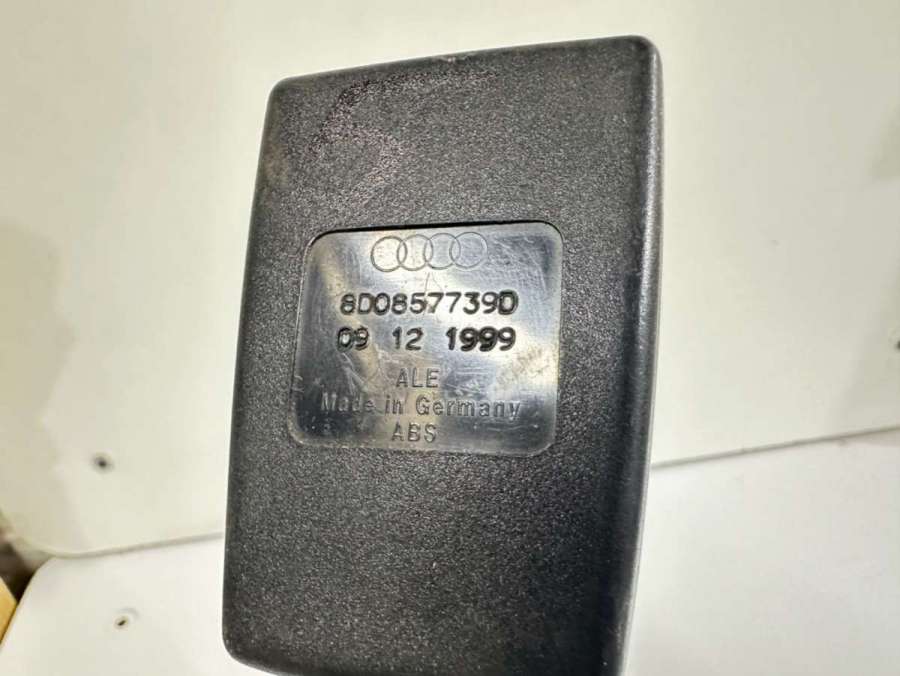 8D0857739D
09 12 1999
ALE
Made in Germany
ABS